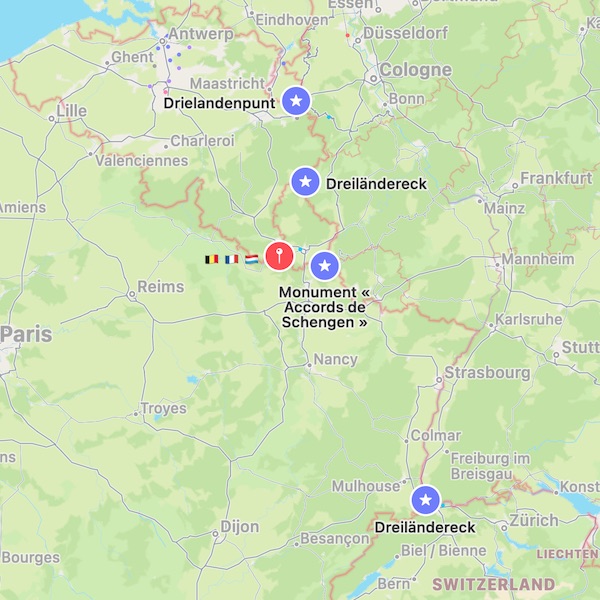 Essen
Eindhoven
Antwerp
Düsseldorf
Ghent
Cologne
Maastricht
Drielandenpunt
Bonn
Lille
Charleroi
Valenciennes
Dreiländereck
Frankfurt
Amiens
Mainz
🇧🇪 🇫🇷 🇱🇺
Mannheim
Reims
Monument «
Accords de
Schengen »
Karlsruhe
Paris
Stutt
Nancy
Strasbourg
Troyes
Colmar
Freiburg im
Breisgau
Mulhouse
Konst
Dreiländereck
Zürich
Dijon
Besançon
Biel / Bienne
LIECHTEN
Bourges
Bern
SWITZERLAND